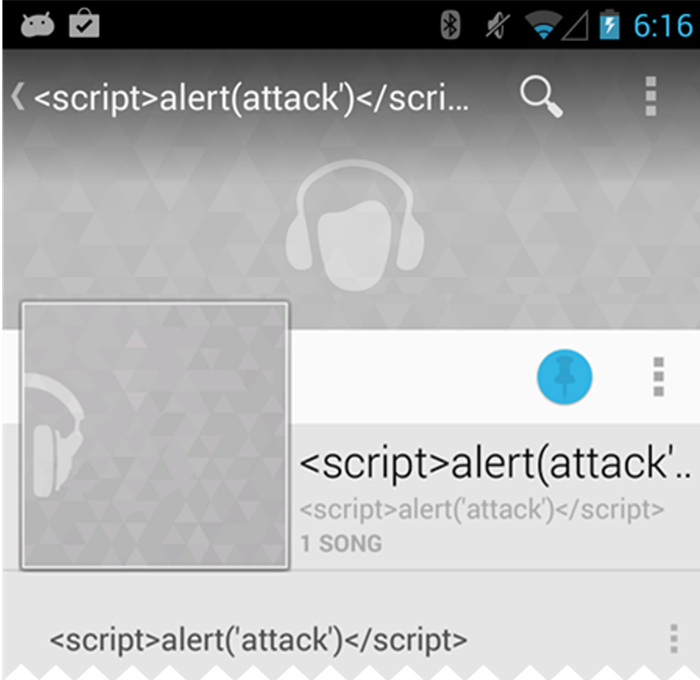 6:16
<script>alert(attack')</scri...
<script>alert(attack'..
<script>alert('attack')</script>
1 SONG
<script>alert('attack')</script>